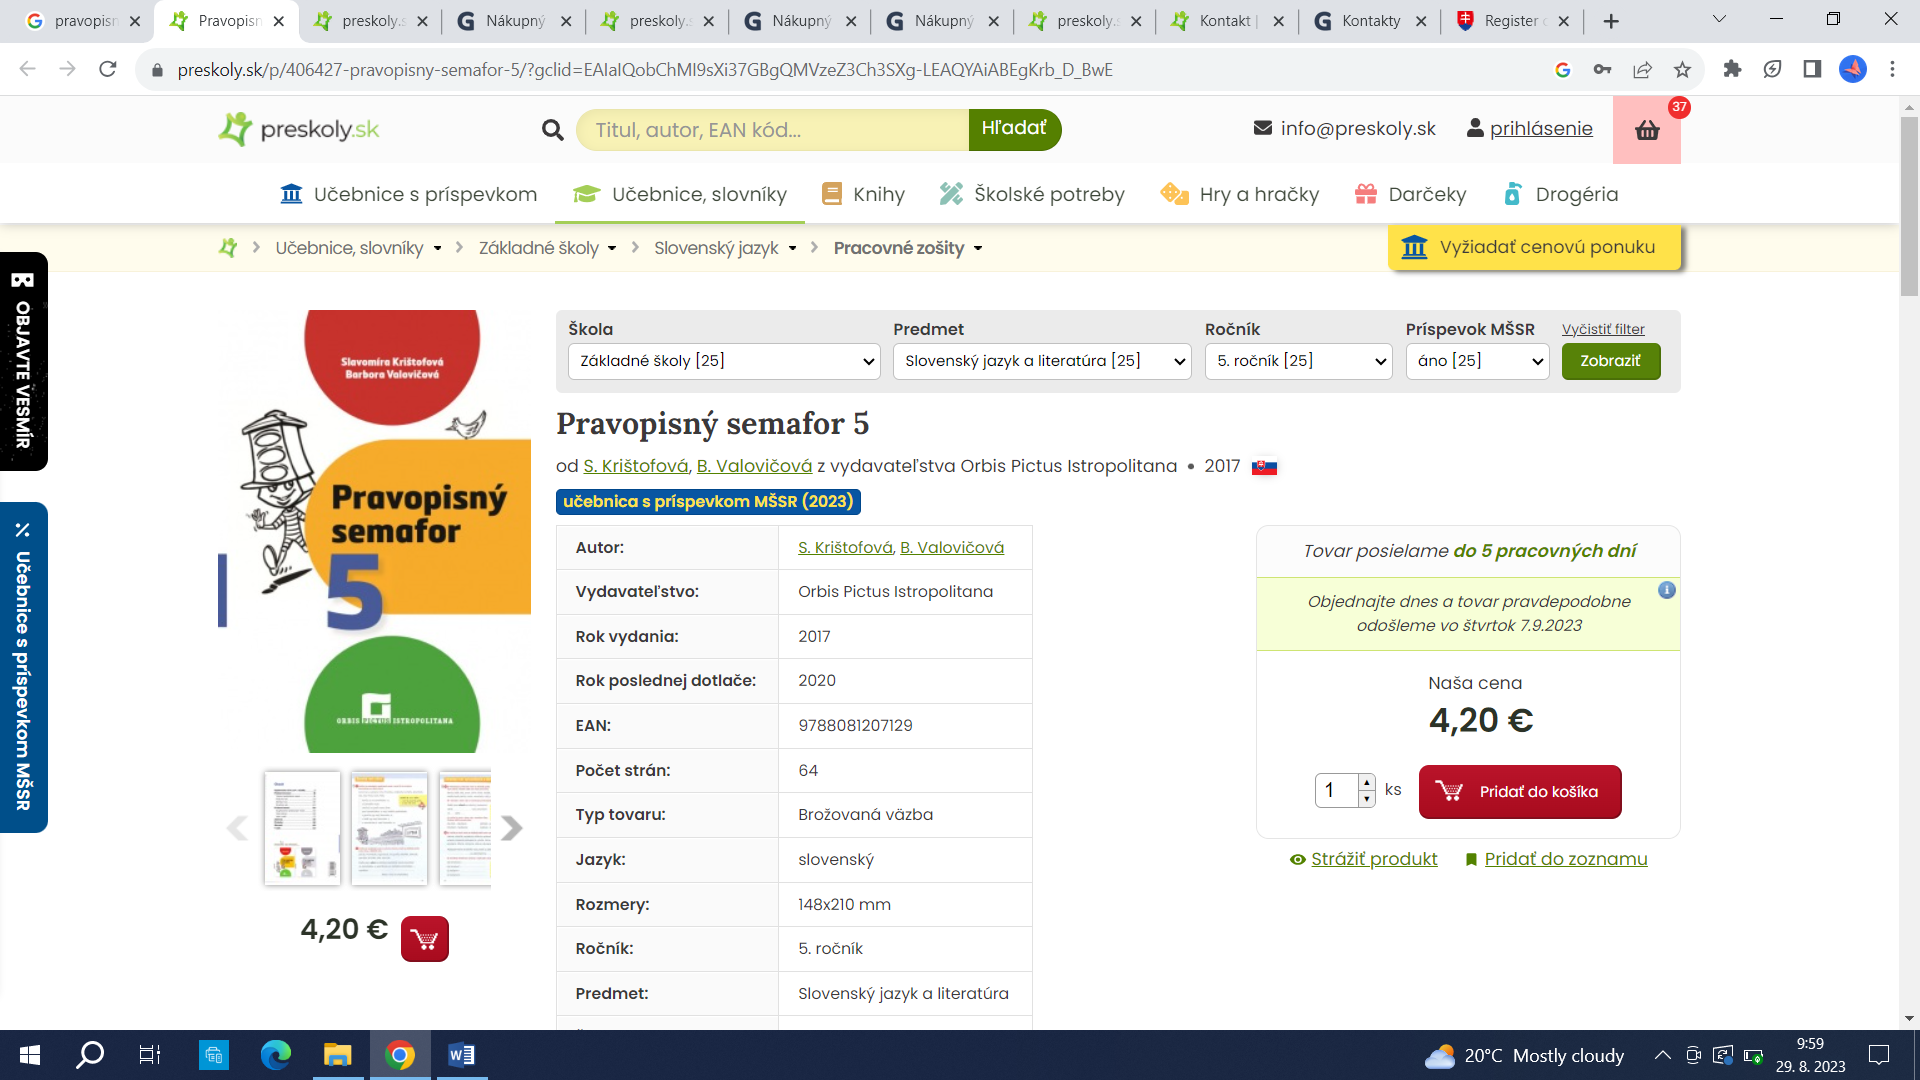 pravopisn
Pravopisn
preskoly.s
Nákupný
preskoly.s
Nákupný
Nákupný
preskoly.s
Kontakt |
Kontakty
Register
preskoly.sk/p/406427-pravopisny-semafor-5/?gclid=EAIaIQobChMI9sXi37GBgQMVzeZ3Ch3SXg-LEAQYAiABEgKrb_D_BwE
preskoly.sk
Titul, autor, EAN kód...
Hľadať
info@preskoly.sk
prihlásenie
37
Učebnice s príspevkom
Učebnice, slovníky
Knihy
Školské potreby
Hry a hračky
Darčeky
Drogéria
Učebnice, slovníky
Základné školy
Slovenský jazyk
Pracovné zošity
Vyžiadať cenovú ponuku
OBJAVTE VESMÍR
Učebnice s príspevkom MŠSR
Slavomíra Krištofová
Barbora Valovičová
Pravopisný
semafor
5
ORBIS PICTUS ISTROPOLITANA
4,20 €
Škola
Predmet
Ročník
Príspevok MŠSR
Vyčistiť filter
Základné školy [25]
Slovenský jazyk a literatúra [25]
5. ročník [25]
áno [25]
Zobraziť
Pravopisný semafor 5
od S. Krištofová, B. Valovičová z vydavateľstva Orbis Pictus Istropolitana • 2017
učebnica s príspevkom MŠSR (2023)
Autor: S. Krištofová, B. Valovičová
Vydavateľstvo: Orbis Pictus Istropolitana
Rok vydania: 2017
Rok poslednej dotlače: 2020
EAN: 9788081207129
Počet strán: 64
Typ tovaru: Brožovaná väzba
Jazyk: slovenský
Rozmery: 148x210 mm
Ročník: 5. ročník
Predmet: Slovenský jazyk a literatúra
Tovar posielame do 5 pracovných dní
Objednajte dnes a tovar pravdepodobne
odošleme vo štvrtok 7.9.2023
Naša cena
4,20 €
1 ks
Pridať do košíka
Strážiť produkt
Pridať do zoznamu
20°C Mostly cloudy
9:59
29. 8. 2023